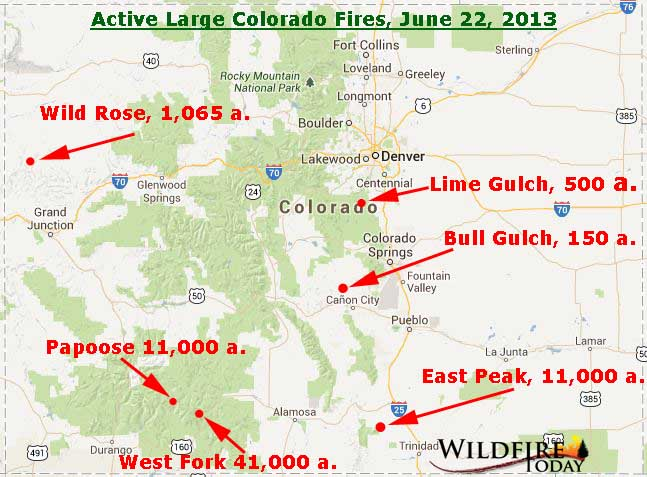 Active Large Colorado Fires, June 22, 2013
76
Fort Collins
Sterling
40
Loveland
Greeley
Rocky Mountain
National Park
Longmont
6
Wild Rose, 1,065 a.
385
Boulder
Lakewood
Denver
70
Centennial
Glenwood
Springs
70
24
Lime Gulch, 500 a.
70
Colorado
Grand
Junction
Bull Gulch, 150 a.
Colorado
Springs
Fountain
Valley
385
50
Cañon City
Pueblo
Lamar
50
La Junta
Papoose 11,000 a.
East Peak, 11,000 a.
Alamosa
25
385
491
Durango
160
160
Trinidad
West Fork 41,000 a.
WILDFIRE
TODAY